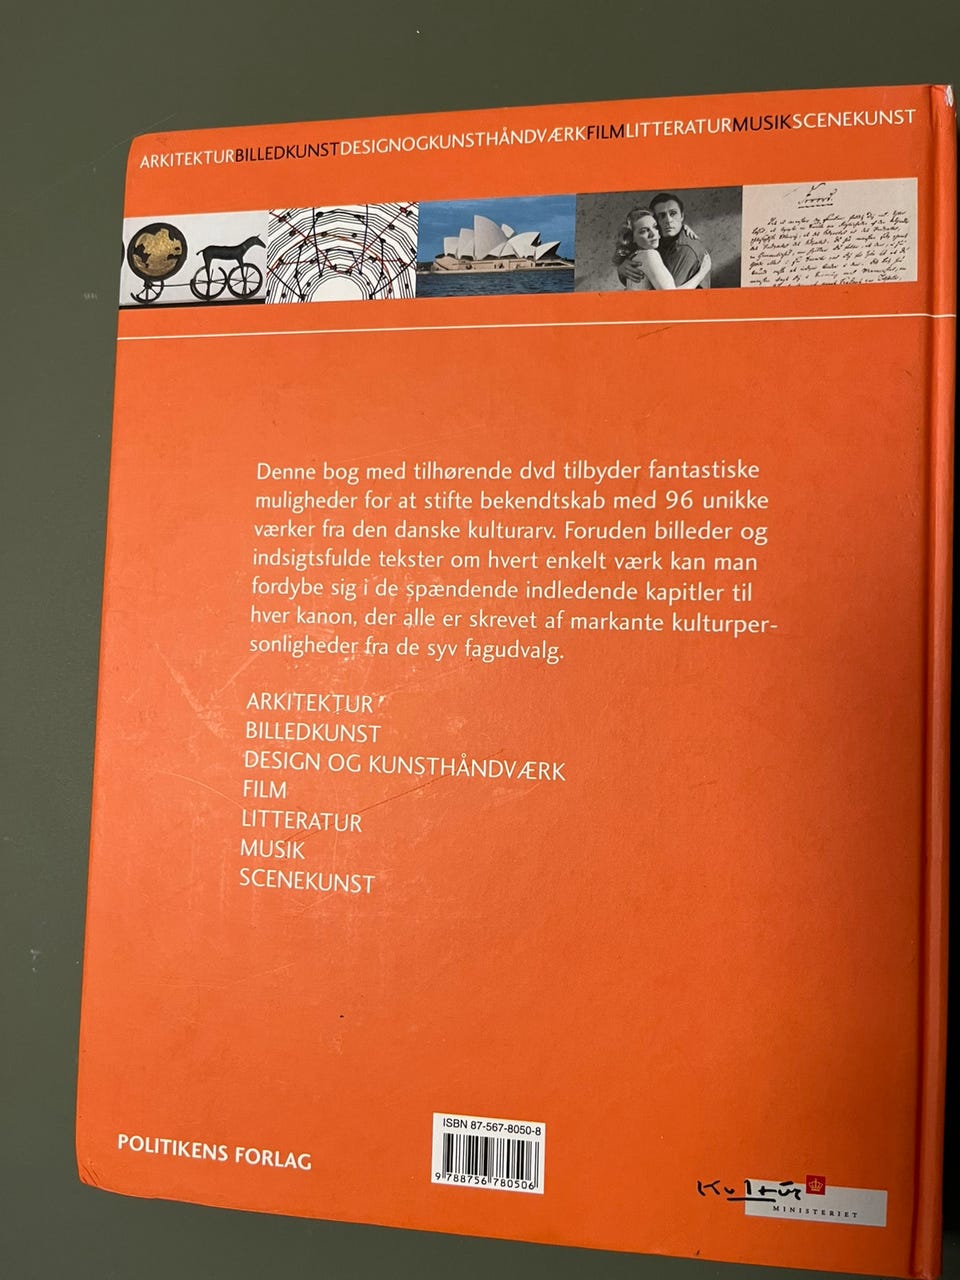 ARKITEKTURBILLEDKUNSTDESIGNOGKUNSTHÅNDVÆRKFILMLITTERATURMUSIKSCENEKUNST
Denne bog med tilhørende dvd tilbyder fantastiske
muligheder for at stifte bekendtskab med 96 unikke
værker fra den danske kulturarv. Foruden billeder og
indsigtsfulde tekster om hvert enkelt værk kan man
fordybe sig i de spændende indledende kapitler til
hver kanon, der alle er skrevet af markante kulturper-
sonligheder fra de syv fagudvalg.
ARKITEKTUR
BILLEDKUNST
DESIGN OG KUNSTHÅNDVÆRK
FILM
LITTERATUR
MUSIK
SCENEKUNST
POLITIKENS FORLAG
ISBN 87-567-8050-8
9 788756 780506
Kultur
MINISTERIET